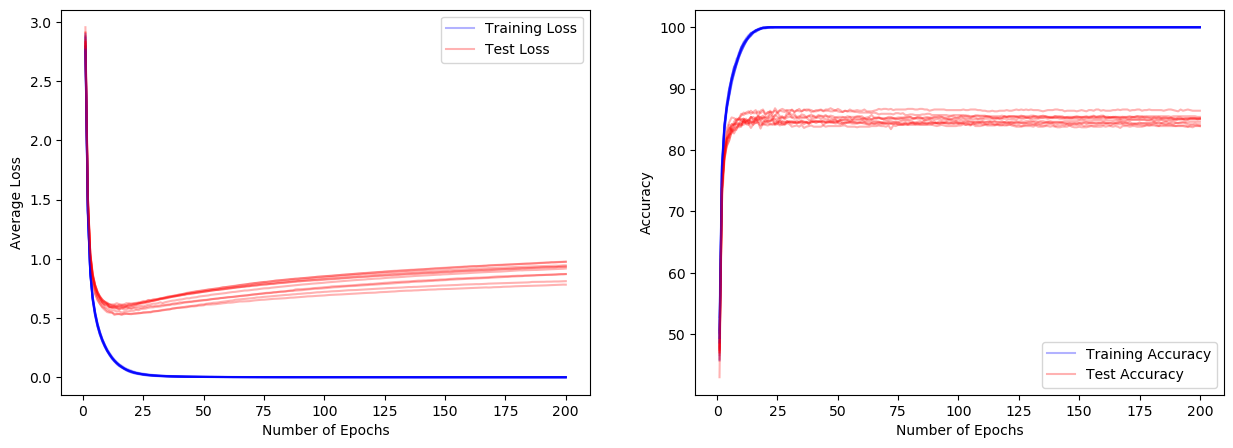 3.0
2.5
2.0
1.5
1.0
0.5
0.0
Average Loss
0 25 50 75 100 125 150 175 200
Number of Epochs
Training Loss
Test Loss
100
90
80
70
60
50
Accuracy
0 25 50 75 100 125 150 175 200
Number of Epochs
Training Accuracy
Test Accuracy